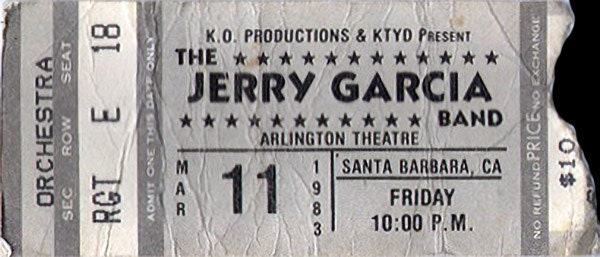 ORCHESTRA
SEC ROW SEAT
RGT E 18
ADMIT ONE THIS DATE ONLY
K.O. PRODUCTIONS & KTYD PRESENT
THE
JERRY GARCIA
BAND
ARLINGTON THEATRE
MAR
11
1983
SANTA BARBARA, CA
FRIDAY
10:00 P.M.
NO REFUND PRICE NO EXCHANGE
$10